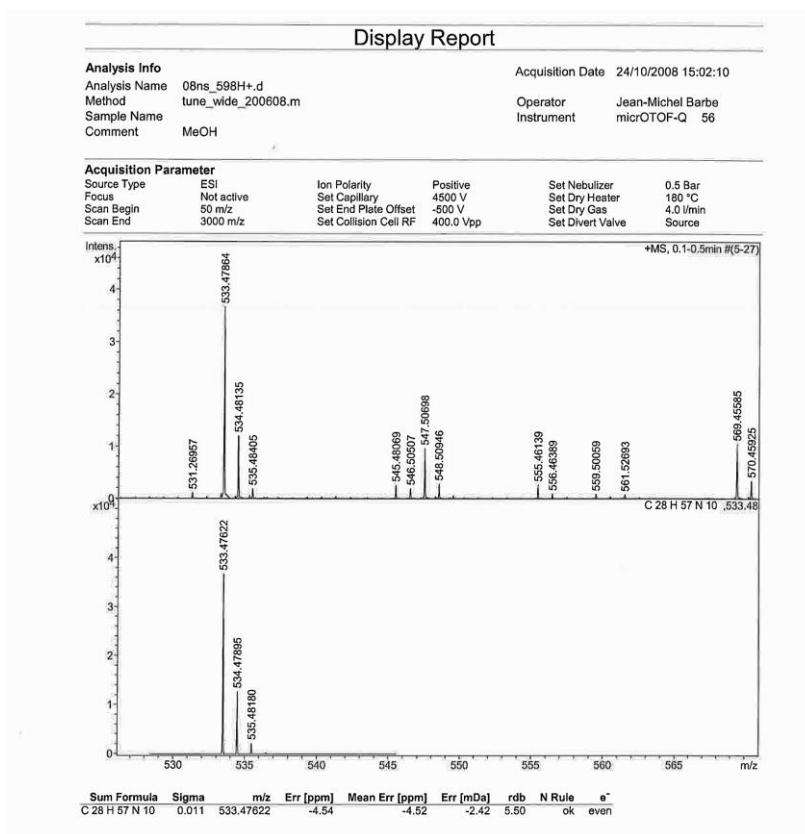 Display Report
Analysis Info
Acquisition Date 24/10/2008 15:02:10
Analysis Name 08ns_598H+.d
Method tune_wide_200608.m
Operator Jean-Michel Barbe
Sample Name
Instrument micrOTOF-Q 56
Comment MeOH
Acquisition Parameter
Source Type ESI Ion Polarity Positive Set Nebulizer 0.5 Bar
Focus Not active Set Capillary 4500 V Set Dry Heater 180 °C
Scan Begin 50 m/z Set End Plate Offset -500 V Set Dry Gas 4.0 l/min
Scan End 3000 m/z Set Collision Cell RF 400.0 Vpp Set Divert Valve Source
Intens.
x10⁴
+MS, 0.1-0.5min #(5-27)
4
3
2
1
0
531.26957
533.47864
534.48135
535.48405
545.48069
546.50507
547.50698
548.50946
555.46139
556.46389
559.50059
561.52693
569.45585
570.45925
x10⁴
C 28 H 57 N 10 ,533.48
4
3
2
1
0
533.47622
534.47895
535.48180
530 535 540 545 550 555 560 565 m/z
Sum Formula Sigma m/z Err [ppm] Mean Err [ppm] Err [mDa] rdb N Rule e⁻
C 28 H 57 N 10 0.011 533.47622 -4.54 -4.52 -2.42 5.50 ok even